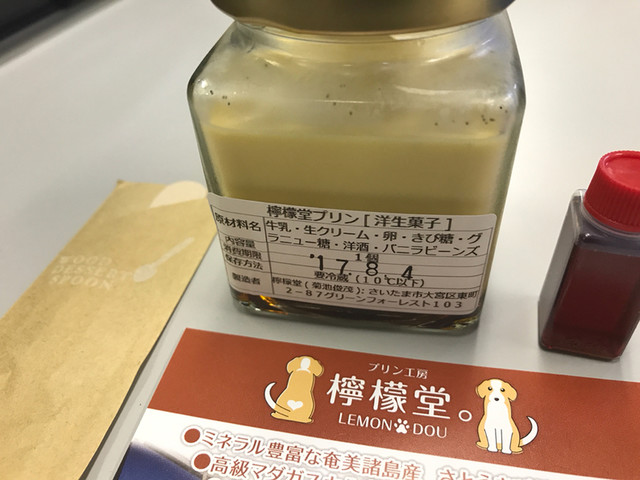 檸檬堂プリン [ 洋生菓子 ]
原材料名 牛乳・生クリーム・卵・きび糖・グ
ラニュー糖・洋酒・バニラビーンズ
内容量 1個
消費期限 17.8.4
保存方法 要冷蔵 (10℃以下)
製造者 檸檬堂 ( 菊池俊茂 ) : さいたま市大宮区東町
2-87グリーンフォーレスト103
WOODEN
SPOON
プリン工房
檸檬堂。
LEMON DOU
●ミネラル豊富な奄美諸島産
●高級マダガス